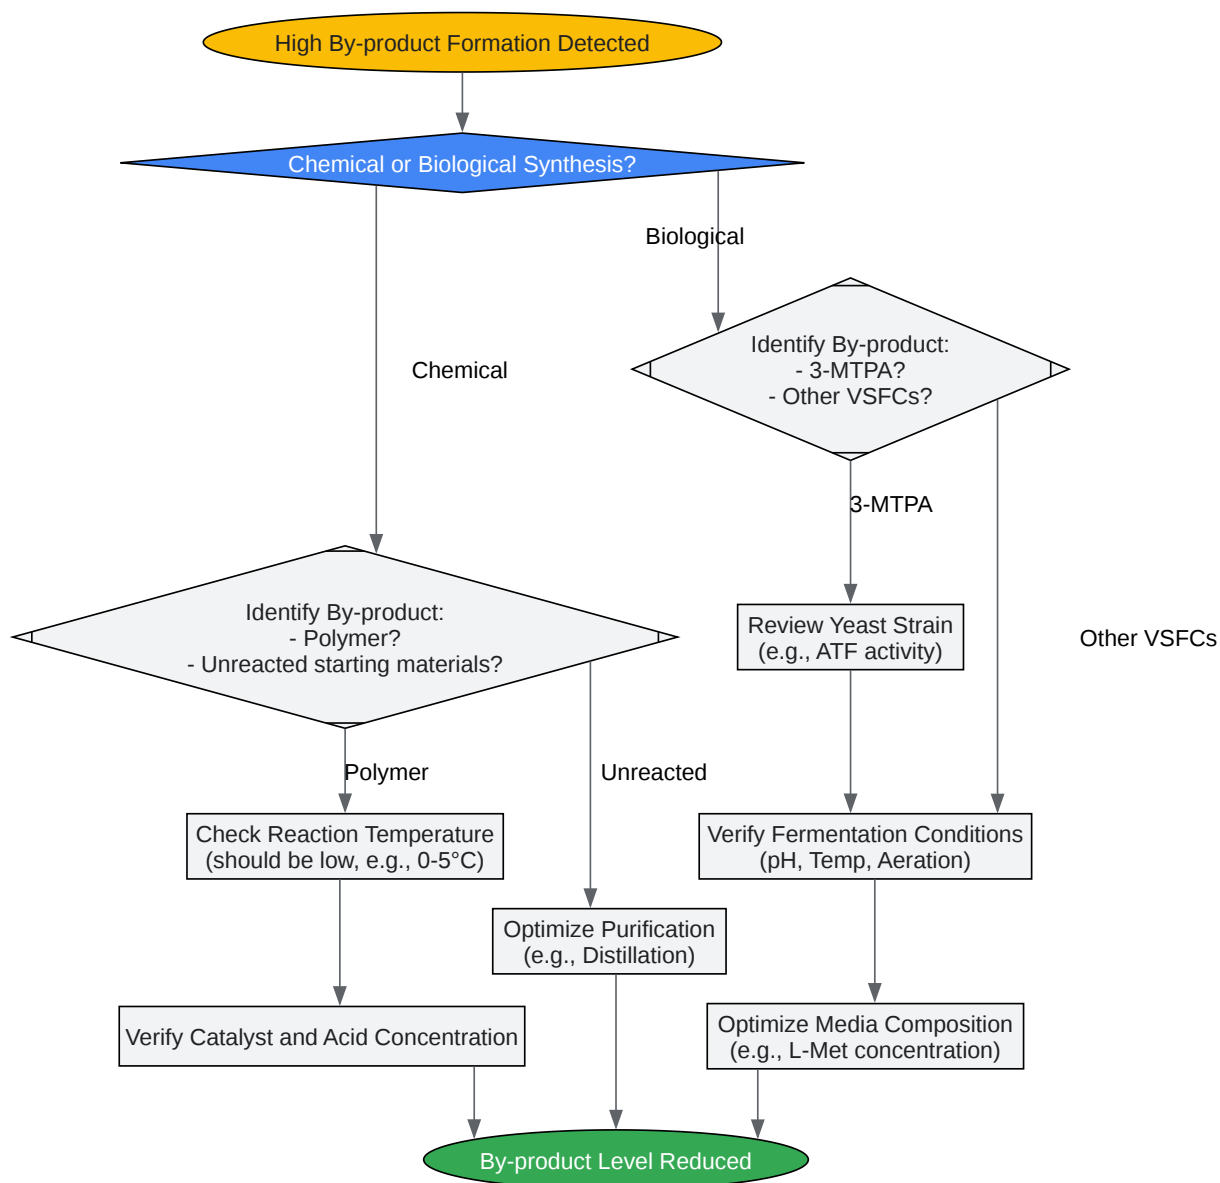 High By-product Formation Detected
Chemical or Biological Synthesis?
Biological
Chemical
Identify By-product:
- 3-MTPA?
- Other VSFCs?
3-MTPA
Identify By-product:
- Polymer?
- Unreacted starting materials?
Review Yeast Strain
(e.g., ATF activity)
Other VSFCs
Polymer
Unreacted
Check Reaction Temperature
(should be low, e.g., 0-5°C)
Verify Fermentation Conditions
(pH, Temp, Aeration)
Optimize Purification
(e.g., Distillation)
Verify Catalyst and Acid Concentration
Optimize Media Composition
(e.g., L-Met concentration)
By-product Level Reduced